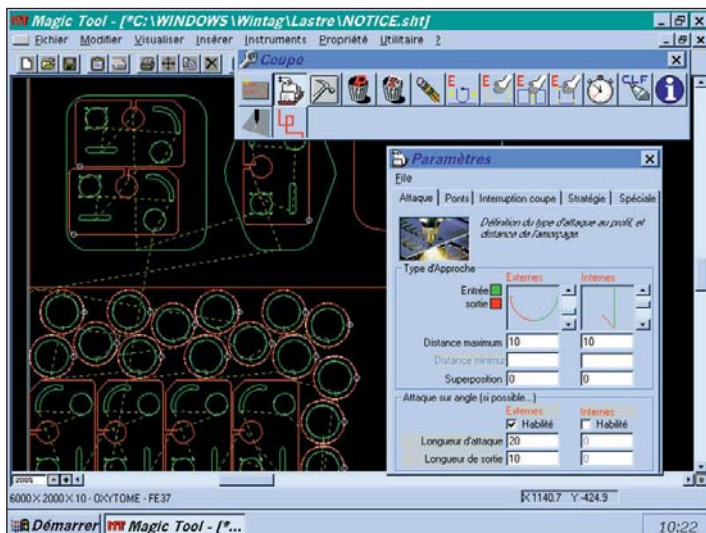 Magic Tool - [*C:\WINDOWS\Wintag\Lastre\NOTICE.sht]
Fichier Modifier Visualiser Insérer Instruments Propriété Utilitaire ?
Coupe
E E E E CLF
Paramètres
File
Attaque Ponts Interruption coupe Stratégie Spéciale
Définition du type d'attaque au profil, et
distance de l'amorçage.
Type d'Approche
Externes Internes
Entrée
sortie
Distance maximum 10 10
Distance minimur
Superposition 0 0
Attaque sur angle (si possible...)
Externes Internes
Habilité Habilité
Longueur d'attaque 20 0
Longueur de sortie 10 0
200%
6000 X 2000 X 10 - OXYTOME - FE37 X 1140.7 Y -424.9
Démarrer Magic Tool - [*... 10:22